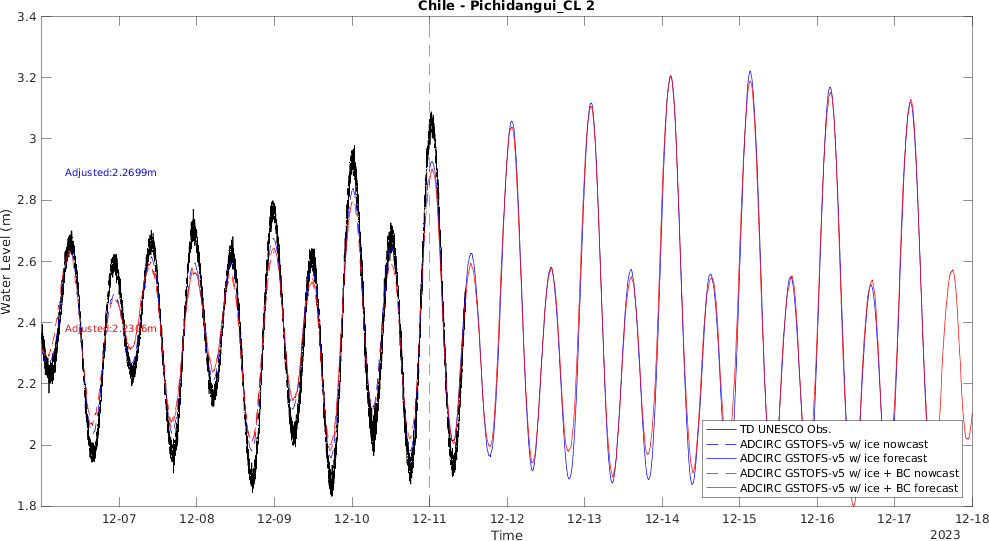 Chile - Pichidangui_CL 2
3.4
3.2
3
2.8
2.6
2.4
2.2
2
1.8
Water Level (m)
Adjusted:2.2699m
Adjusted:2.2306m
TD UNESCO Obs.
ADCIRC GSTOFS-v5 w/ ice nowcast
ADCIRC GSTOFS-v5 w/ ice forecast
ADCIRC GSTOFS-v5 w/ ice + BC nowcast
ADCIRC GSTOFS-v5 w/ ice + BC forecast
12-07 12-08 12-09 12-10 12-11 12-12 12-13 12-14 12-15 12-16 12-17 12-18
Time
2023